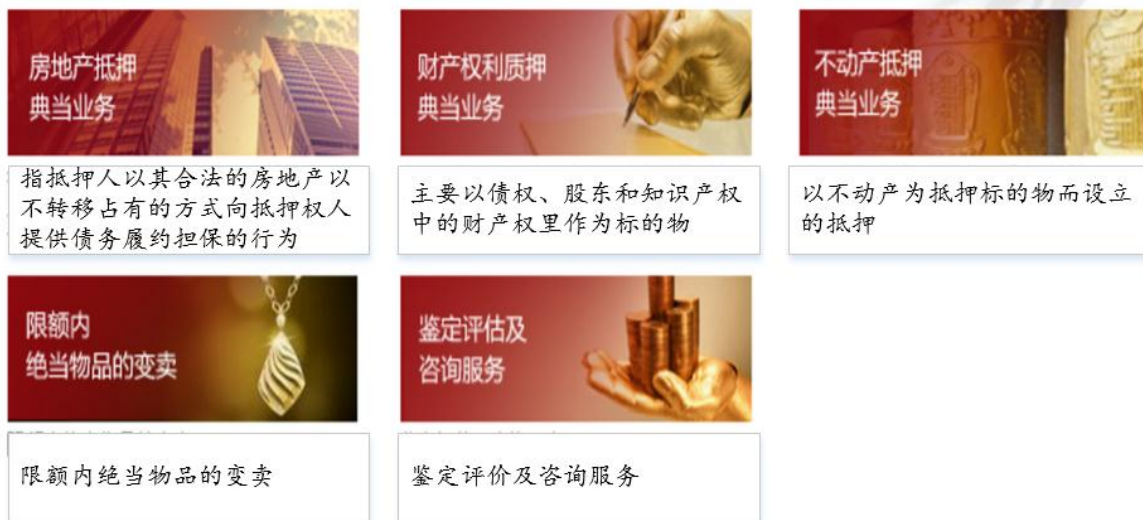 房地产抵押
典当业务
财产权利质押
典当业务
不动产抵押
典当业务
指抵押人以其合法的房地产以
不转移占有的方式向抵押权人
提供债务履约担保的行为
主要以债权、股东和知识产权
中的财产权里作为标的物
以不动产为抵押标的物而设立
的抵押
限额内
绝当物品的变卖
鉴定评估及
咨询服务
限额内绝当物品的变卖
鉴定评价及咨询服务